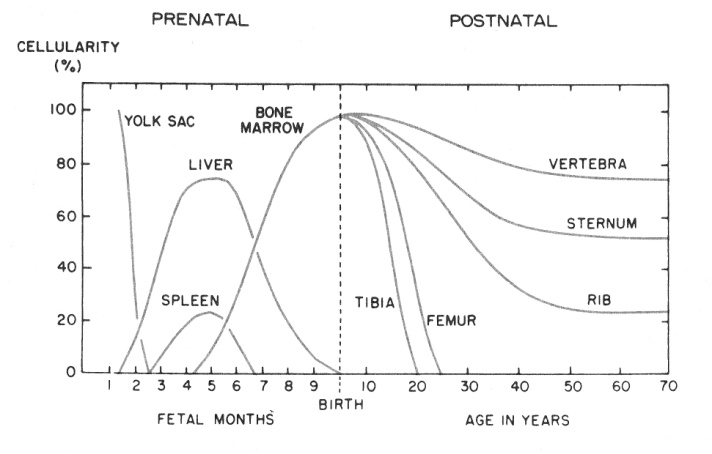 PRENATAL
POSTNATAL
CELLULARITY
(%)
100
80
60
40
20
0
YOLK SAC
LIVER
SPLEEN
BONE
MARROW
VERTEBRA
STERNUM
RIB
TIBIA
FEMUR
1 2 3 4 5 6 7 8 9
BIRTH
10 30 40 50 60 70
20
FETAL MONTHS
AGE IN YEARS